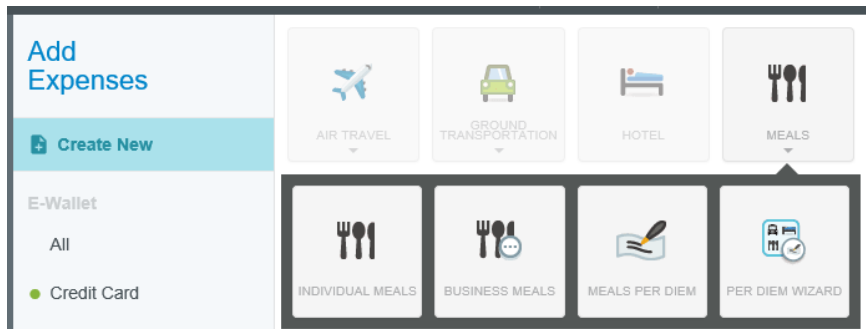 Add
Expenses
Create New
E-Wallet
All
Credit Card
AIR TRAVEL
GROUND
TRANSPORTATION
HOTEL
MEALS
INDIVIDUAL MEALS
BUSINESS MEALS
MEALS PER DIEM
PER DIEM WIZARD